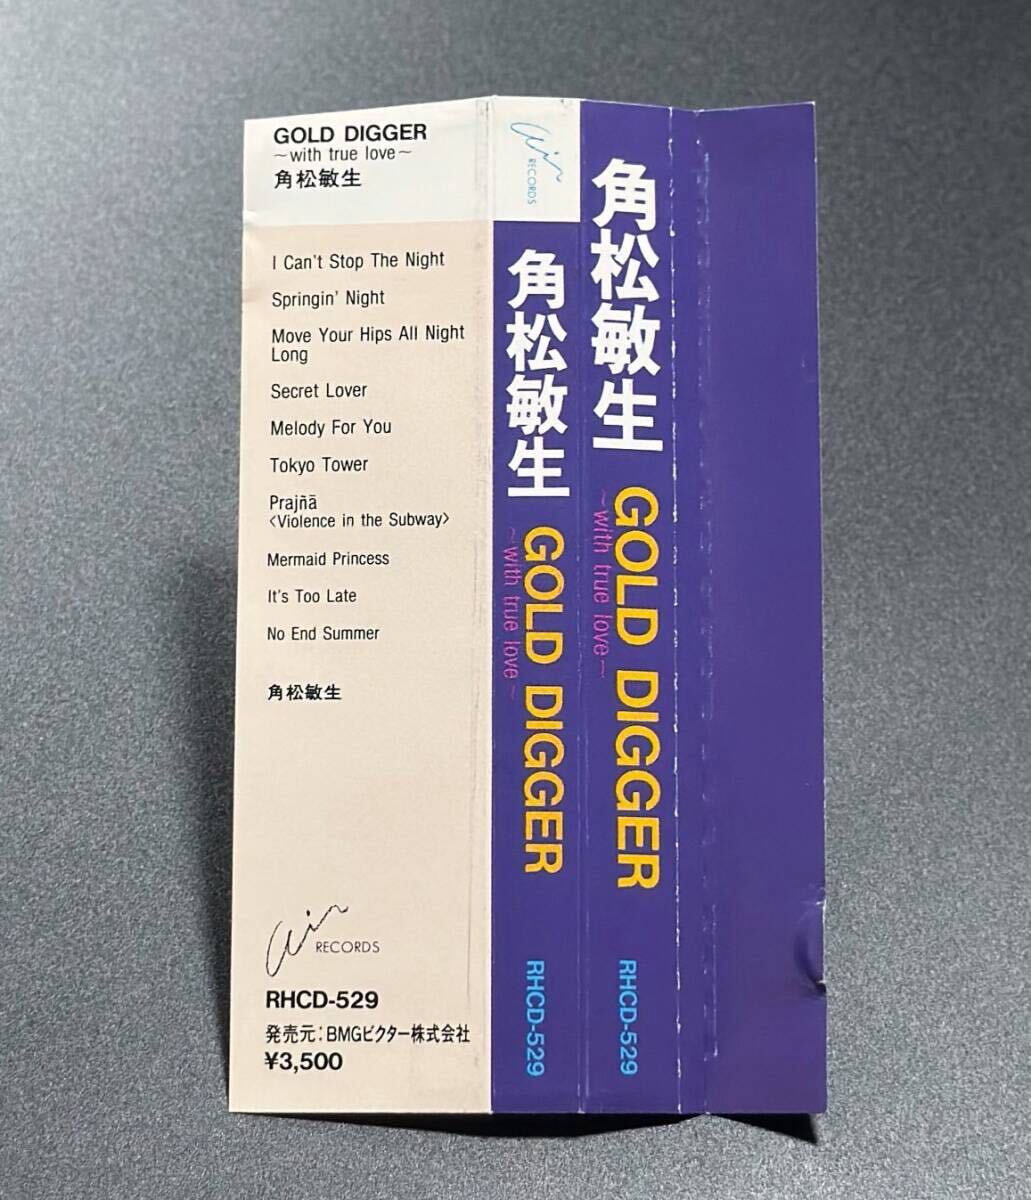 GOLD DIGGER
～with true love～
角松敏生
I Can't Stop The Night
Springin' Night
Move Your Hips All Night
Long
Secret Lover
Melody For You
Tokyo Tower
Prajñā
<Violence in the Subway>
Mermaid Princess
It's Too Late
No End Summer
角松敏生
Air RECORDS
RHCD-529
発売元:BMGビクター株式会社
¥3,500
Air RECORDS
角松敏生
GOLD DIGGER
～with true love～
RHCD-529
角松敏生
GOLD DIGGER
～with true love～
RHCD-529